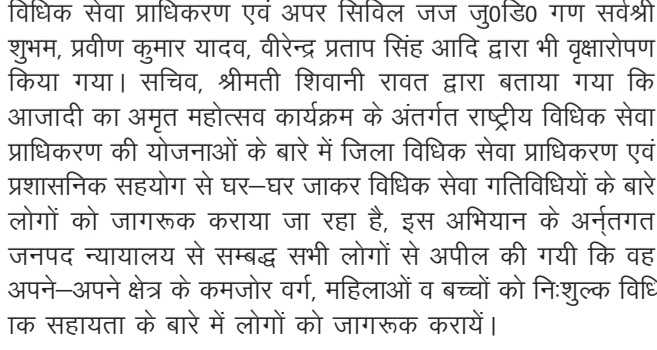 विधिक सेवा प्राधिकरण एवं अपर सिविल जज जु०डि० गण सर्वश्री
शुभम, प्रवीण कुमार यादव, वीरेन्द्र प्रताप सिंह आदि द्वारा भी वृक्षारोपण
किया गया। सचिव, श्रीमती शिवानी रावत द्वारा बताया गया कि
आजादी का अमृत महोत्सव कार्यक्रम के अंतर्गत राष्ट्रीय विधिक सेवा
प्राधिकरण की योजनाओं के बारे में जिला विधिक सेवा प्राधिकरण एवं
प्रशासनिक सहयोग से घर–घर जाकर विधिक सेवा गतिविधियों के बारे
लोगों को जागरूक कराया जा रहा है, इस अभियान के अर्न्तगत
जनपद न्यायालय से सम्बद्ध सभी लोगों से अपील की गयी कि वह
अपने–अपने क्षेत्र के कमजोर वर्ग, महिलाओं व बच्चों को निःशुल्क विधि
ाक सहायता के बारे में लोगों को जागरूक करायें।